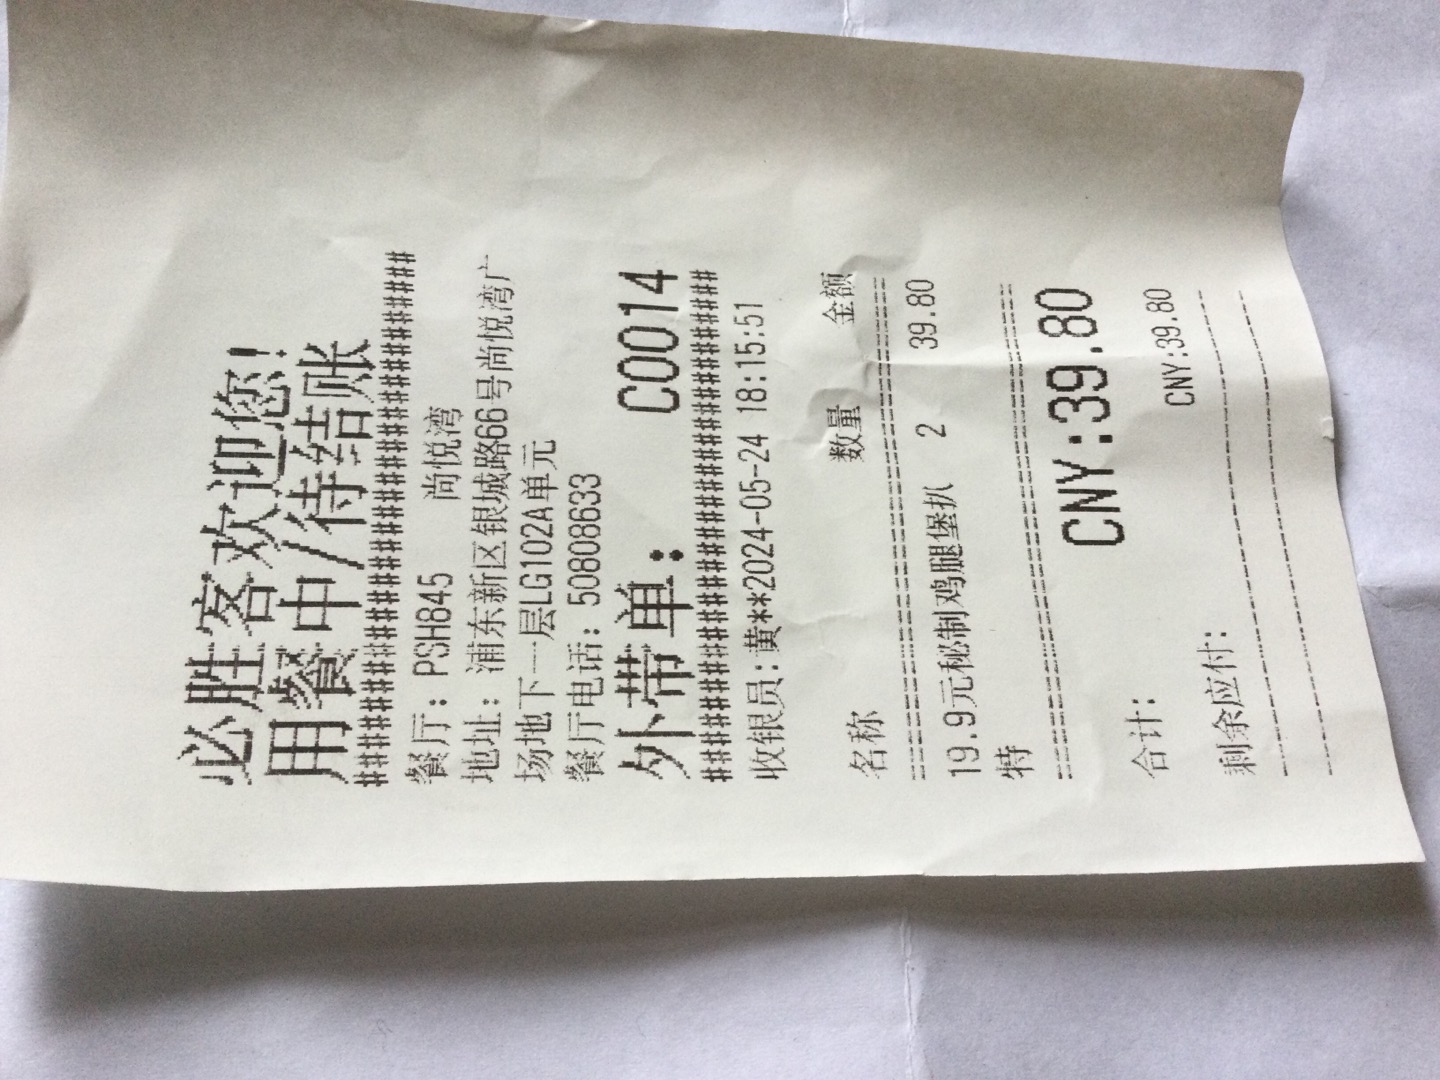 必胜客欢迎您!
用餐中/待结账
##################################
餐厅: PSH845 尚悦湾
地址: 浦东新区银城路66号尚悦湾广
场地下一层LG102A单元
餐厅电话: 50808633
外带单: C0014
##################################
收银员:黄**2024-05-24 18:15:51
名称 数量 金额
19.9元秘制鸡腿堡扒 2 39.80
特
合计: CNY:39.80
剩余应付: CNY:39.80